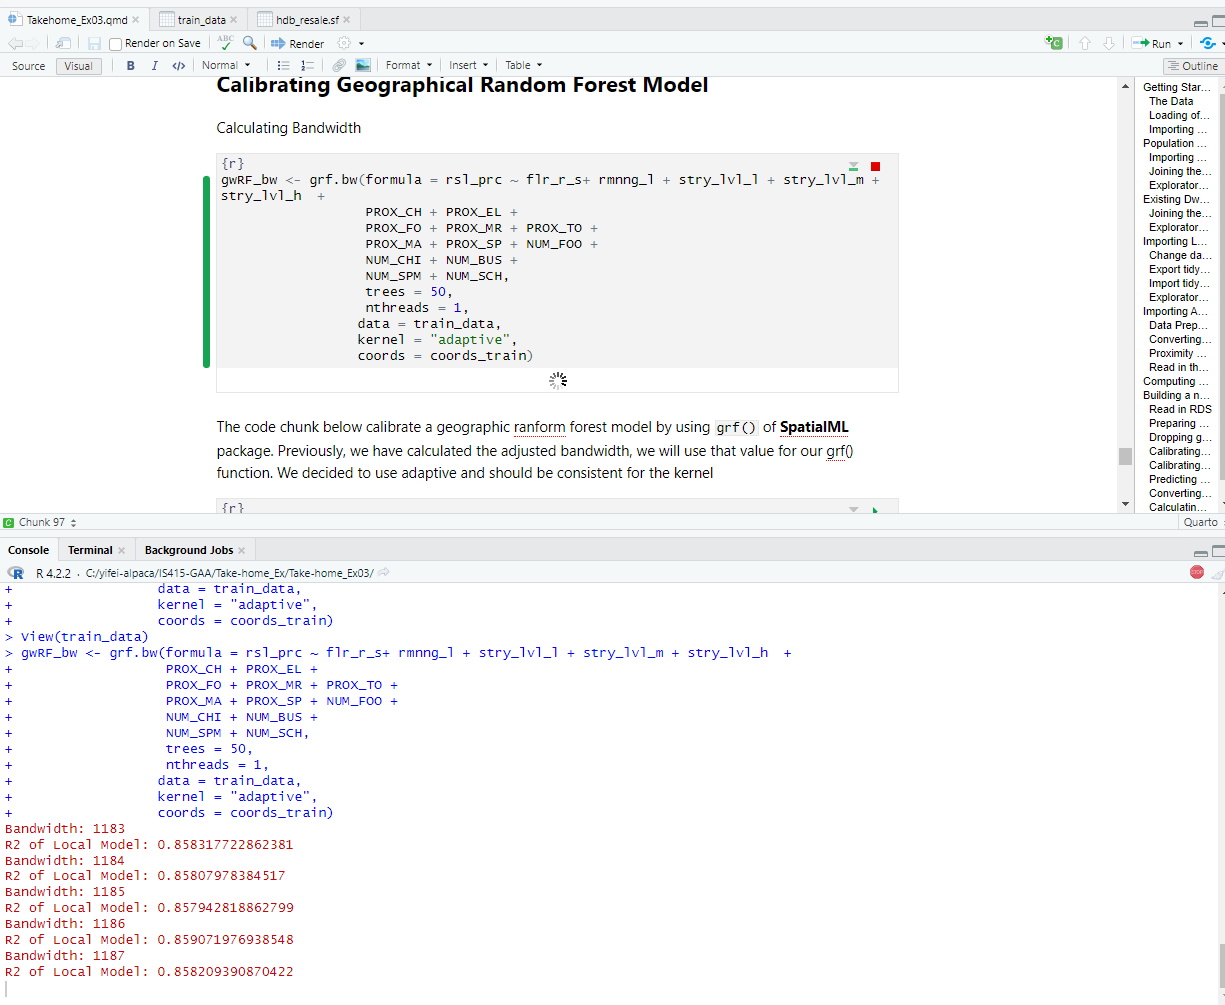 Takehome_Ex03.qmd
train_data
hdb_resale.sf
Render on Save
ABC
Render
Run
Source
Visual
B
I
</>
Normal
Format
Insert
Table
Outline
Calibrating Geographical Random Forest Model
Calculating Bandwidth
{r}
gwRF_bw <- grf.bw(formula = rsl_prc ~ flr_r_s+ rmnng_l + stry_lvl_l + stry_lvl_m +
stry_lvl_h +
PROX_CH + PROX_EL +
PROX_FO + PROX_MR + PROX_TO +
PROX_MA + PROX_SP + NUM_FOO +
NUM_CHI + NUM_BUS +
NUM_SPM + NUM_SCH,
trees = 50,
nthreads = 1,
data = train_data,
kernel = "adaptive",
coords = coords_train)
The code chunk below calibrate a geographic ranform forest model by using grf() of SpatialML
package. Previously, we have calculated the adjusted bandwidth, we will use that value for our grf()
function. We decided to use adaptive and should be consistent for the kernel
{r}
Getting Star...
The Data
Loading of...
Importing ...
Population ...
Importing ...
Joining the...
Explorator...
Existing Dw...
Joining the...
Explorator...
Importing L...
Change da...
Export tidy...
Import tidy...
Explorator...
Importing A...
Data Prep...
Converting...
Proximity ...
Read in th...
Computing ...
Building a n...
Read in RDS
Preparing ...
Dropping g...
Calibrating...
Calibrating...
Predicting ...
Converting...
Calculatin...
Chunk 97
Quarto
Console
Terminal
Background Jobs
R 4.2.2 · C:/yifei-alpaca/IS415-GAA/Take-home_Ex/Take-home_Ex03/
+ data = train_data,
+ kernel = "adaptive",
+ coords = coords_train)
> View(train_data)
> gwRF_bw <- grf.bw(formula = rsl_prc ~ flr_r_s+ rmnng_l + stry_lvl_l + stry_lvl_m + stry_lvl_h +
+ PROX_CH + PROX_EL +
+ PROX_FO + PROX_MR + PROX_TO +
+ PROX_MA + PROX_SP + NUM_FOO +
+ NUM_CHI + NUM_BUS +
+ NUM_SPM + NUM_SCH,
+ trees = 50,
+ nthreads = 1,
+ data = train_data,
+ kernel = "adaptive",
+ coords = coords_train)
Bandwidth: 1183
R2 of Local Model: 0.858317722862381
Bandwidth: 1184
R2 of Local Model: 0.85807978384517
Bandwidth: 1185
R2 of Local Model: 0.857942818862799
Bandwidth: 1186
R2 of Local Model: 0.859071976938548
Bandwidth: 1187
R2 of Local Model: 0.858209390870422